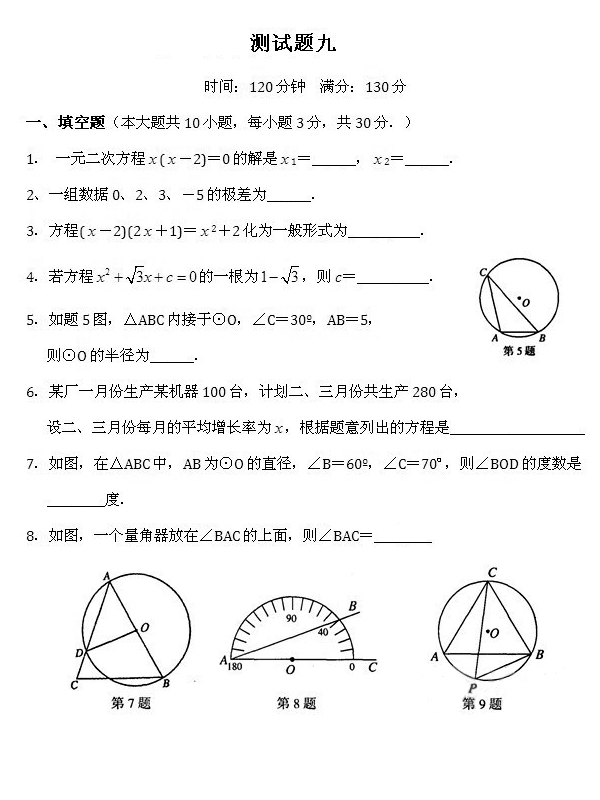 测试题九
时间：120分钟 满分：130分
一、填空题（本大题共10小题，每小题3分，共30分．）
1． 一元二次方程x(x－2)＝0的解是x₁＝______，x₂＝______．
2、一组数据0、2、3、－5的极差为______．
3．方程(x－2)(2x＋1)＝x²＋2化为一般形式为__________．
4．若方程x²＋√3x＋c＝0的一根为1－√3，则c＝__________．
5．如题5图，△ABC内接于⊙O，∠C＝30º，AB＝5，
则⊙O的半径为______．
C
O
A
B
第5题
6．某厂一月份生产某机器100台，计划二、三月份共生产280台，
设二、三月份每月的平均增长率为x，根据题意列出的方程是___________________
7．如图，在△ABC中，AB为⊙O的直径，∠B＝60º，∠C＝70°，则∠BOD的度数是
________度．
8．如图，一个量角器放在∠BAC的上面，则∠BAC＝________
A
O
D
C
B
第7题
B
90
40
A
180
O
0
C
第8题
C
O
A
B
P
第9题